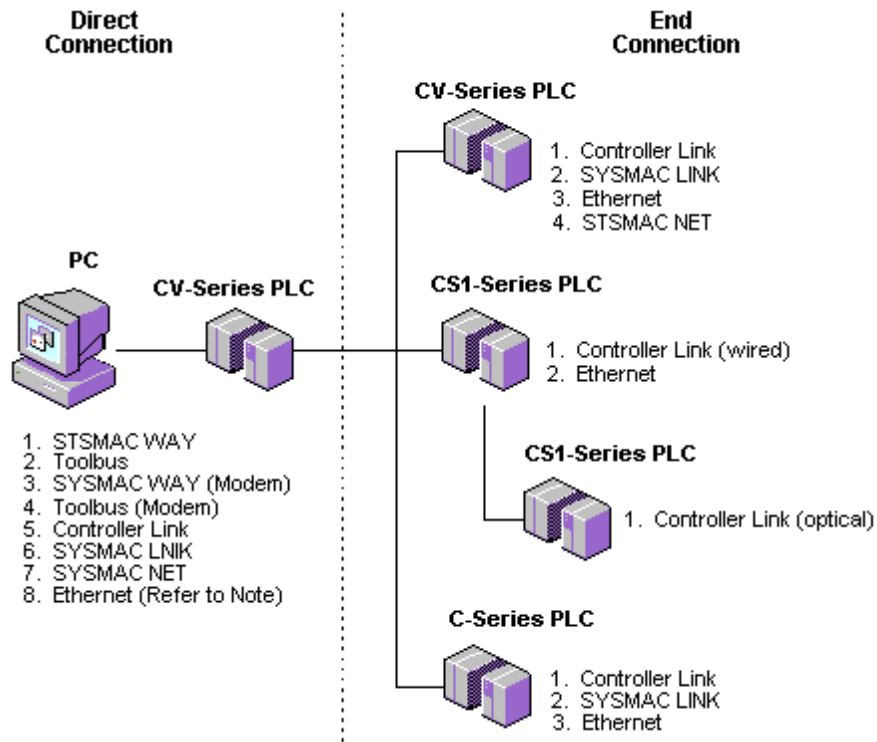 Direct
Connection
End
Connection
CV-Series PLC
1. Controller Link
2. SYSMAC LINK
3. Ethernet
4. STSMAC NET
PC
CV-Series PLC
CS1-Series PLC
1. Controller Link (wired)
2. Ethernet
1. STSMAC WAY
2. Toolbus
3. SYSMAC WAY (Modem)
4. Toolbus (Modem)
5. Controller Link
6. SYSMAC LNIK
7. SYSMAC NET
8. Ethernet (Refer to Note)
CS1-Series PLC
1. Controller Link (optical)
C-Series PLC
1. Controller Link
2. SYSMAC LINK
3. Ethernet